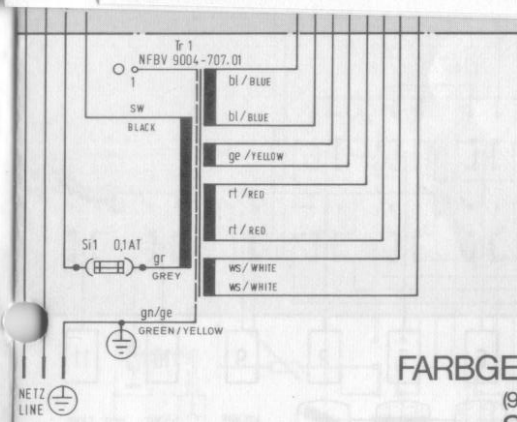 Tr 1
NFBV 9004-707.01
1
bl/BLUE
SW
BLACK
bl/BLUE
ge/YELLOW
rt/RED
Si1 0,1AT
rt/RED
gr
GREY
ws/WHITE
ws/WHITE
gn/ge
GREEN/YELLOW
FARBGE
NETZ
LINE
(9